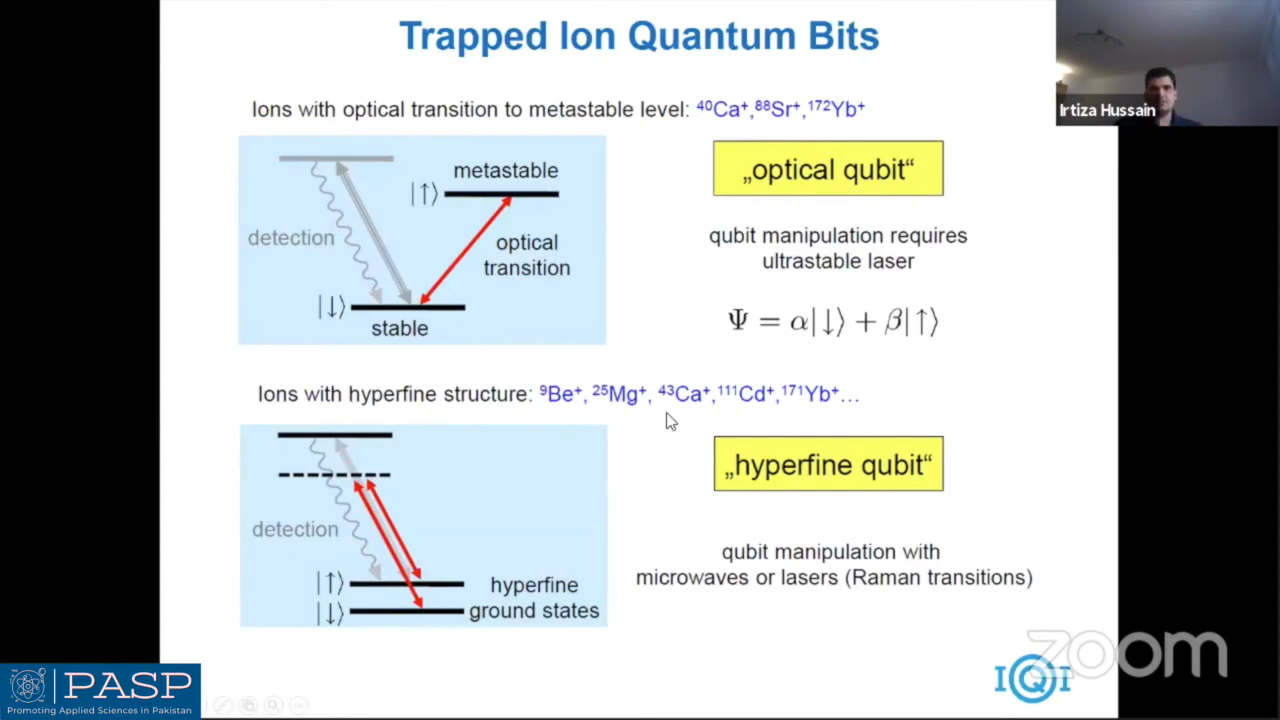 Trapped Ion Quantum Bits
Irtiza Hussain
Ions with optical transition to metastable level: ⁴⁰Ca⁺,⁸⁸Sr⁺,¹⁷²Yb⁺
metastable
|↑⟩
detection
optical
transition
|↓⟩
stable
„optical qubit“
qubit manipulation requires
ultrastable laser
Ψ = α|↓⟩ + β|↑⟩
Ions with hyperfine structure: ⁹Be⁺, ²⁵Mg⁺, ⁴³Ca⁺,¹¹¹Cd⁺,¹⁷¹Yb⁺…
detection
|↑⟩
|↓⟩
hyperfine
ground states
„hyperfine qubit“
qubit manipulation with
microwaves or lasers (Raman transitions)
zoom
IQI
PASP
Promoting Applied Sciences in Pakistan